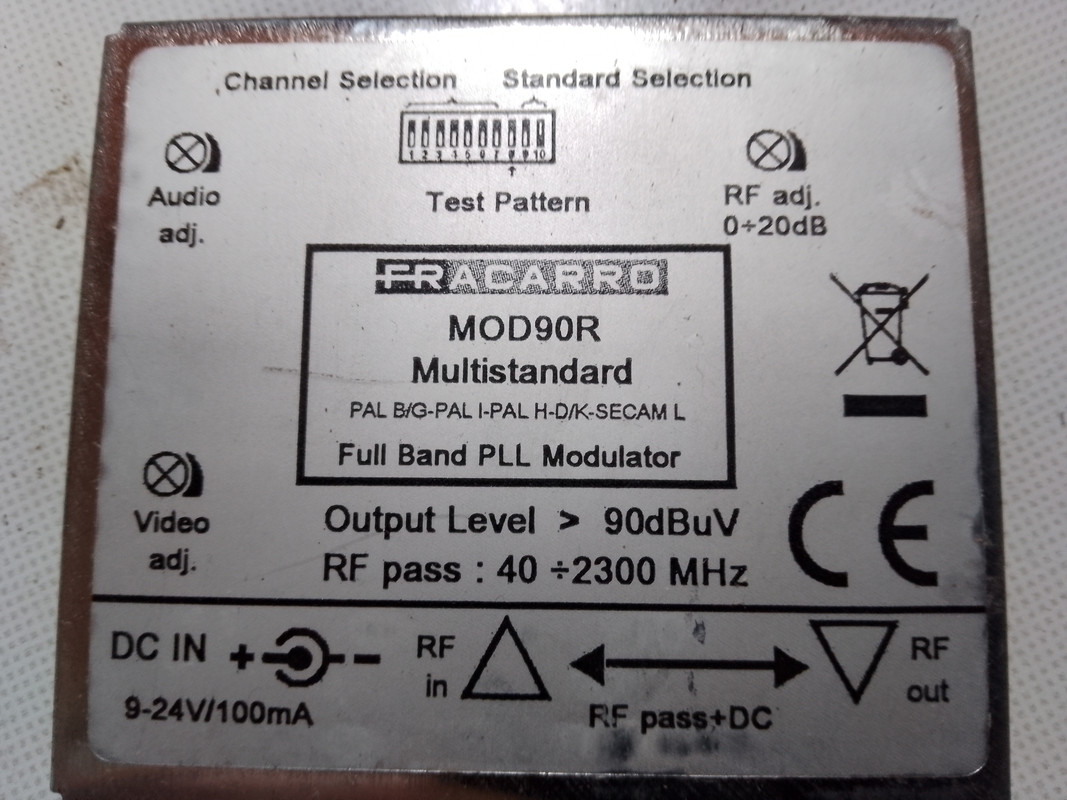 Channel Selection Standard Selection
1 2 3 4 5 6 7 8 9 10
Audio
adj.
Test Pattern
RF adj.
0÷20dB
FRACARRO
MOD90R
Multistandard
PAL B/G-PAL I-PAL H-D/K-SECAM L
Full Band PLL Modulator
Video
adj.
Output Level > 90dBuV
RF pass : 40 ÷2300 MHz
CE
DC IN + -
9-24V/100mA
RF
in
RF pass+DC
RF
out